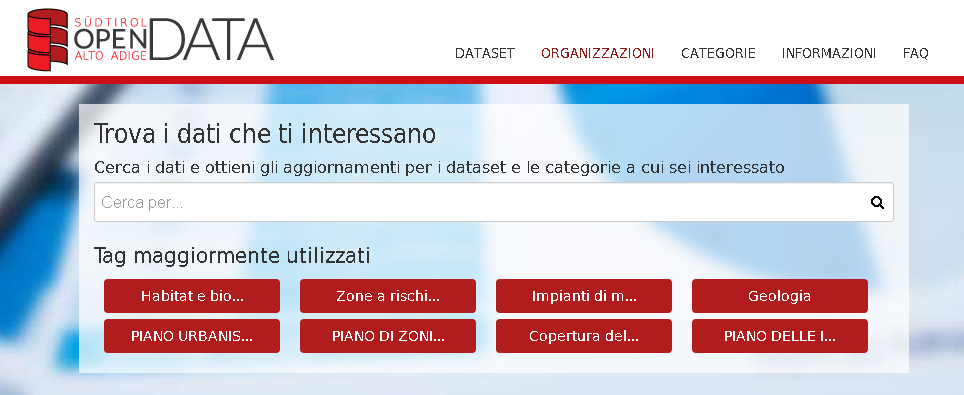 SÜDTIROL
OPEN DATA
ALTO ADIGE
DATASET ORGANIZZAZIONI CATEGORIE INFORMAZIONI FAQ
Trova i dati che ti interessano
Cerca i dati e ottieni gli aggiornamenti per i dataset e le categorie a cui sei interessato
Cerca per...
Tag maggiormente utilizzati
Habitat e bio... Zone a rischi... Impianti di m... Geologia
PIANO URBANIS... PIANO DI ZONI... Copertura del... PIANO DELLE I...